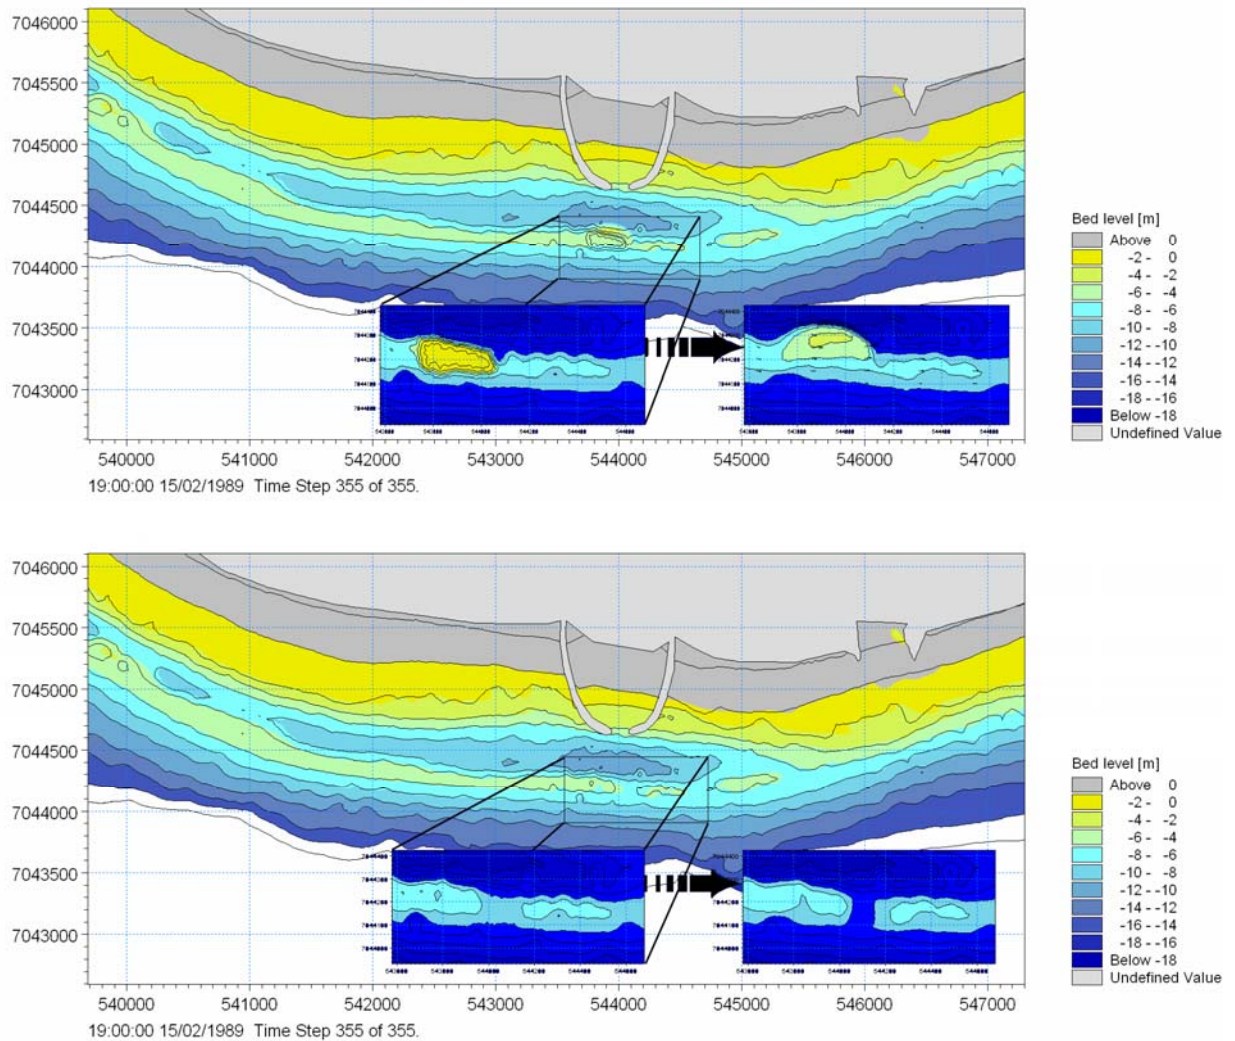 7046000
7045500
7045000
7044500
7044000
7043500
7043000
540000 541000 542000 543000 544000 545000 546000 547000
19:00:00 15/02/1989 Time Step 355 of 355.
Bed level [m]
Above 0
-2 - 0
-4 - -2
-6 - -4
-8 - -6
-10 - -8
-12 - -10
-14 - -12
-16 - -14
-18 - -16
Below -18
Undefined Value
7046000
7045500
7045000
7044500
7044000
7043500
7043000
540000 541000 542000 543000 544000 545000 546000 547000
19:00:00 15/02/1989 Time Step 355 of 355.
Bed level [m]
Above 0
-2 - 0
-4 - -2
-6 - -4
-8 - -6
-10 - -8
-12 - -10
-14 - -12
-16 - -14
-18 - -16
Below -18
Undefined Value